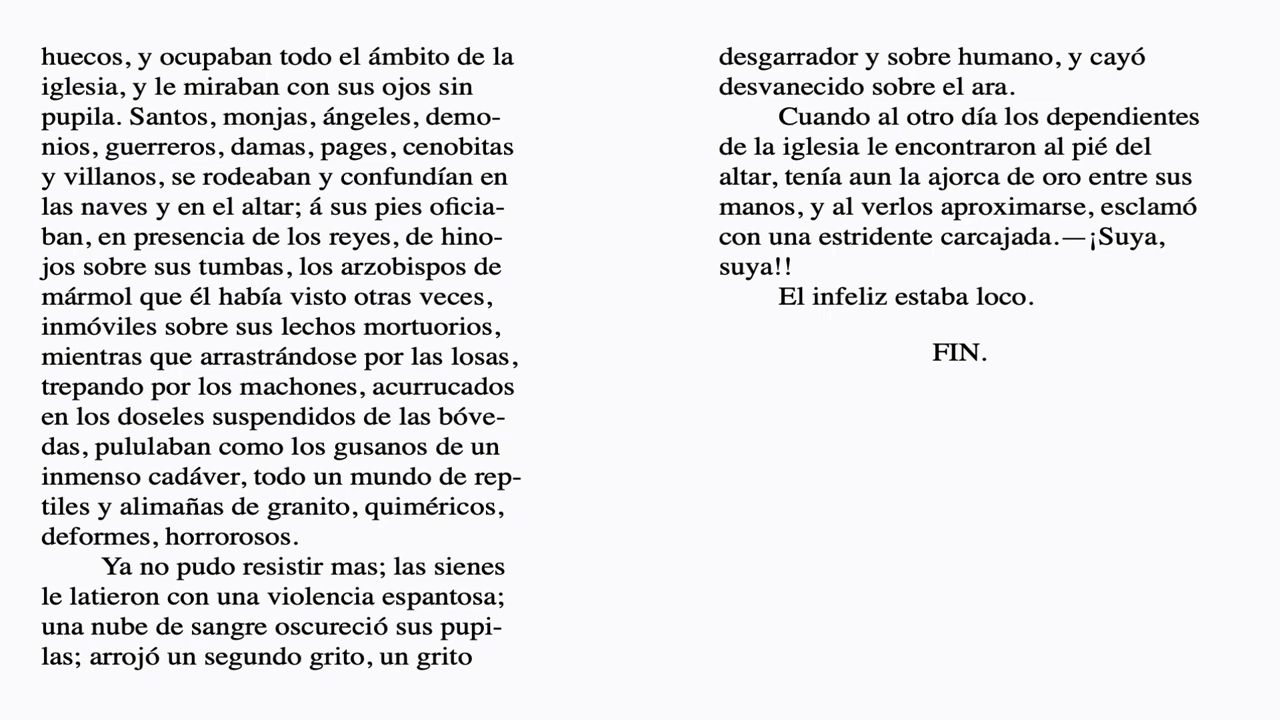 huecos, y ocupaban todo el ámbito de la
iglesia, y le miraban con sus ojos sin
pupila. Santos, monjas, ángeles, demo-
nios, guerreros, damas, pages, cenobitas
y villanos, se rodeaban y confundían en
las naves y en el altar; á sus pies oficia-
ban, en presencia de los reyes, de hino-
jos sobre sus tumbas, los arzobispos de
mármol que él había visto otras veces,
inmóviles sobre sus lechos mortuorios,
mientras que arrastrándose por las losas,
trepando por los machones, acurrucados
en los doseles suspendidos de las bóve-
das, pululaban como los gusanos de un
inmenso cadáver, todo un mundo de rep-
tiles y alimañas de granito, quiméricos,
deformes, horrorosos.
Ya no pudo resistir mas; las sienes
le latieron con una violencia espantosa;
una nube de sangre oscureció sus pupi-
las; arrojó un segundo grito, un grito
desgarrador y sobre humano, y cayó
desvanecido sobre el ara.
Cuando al otro día los dependientes
de la iglesia le encontraron al pié del
altar, tenía aun la ajorca de oro entre sus
manos, y al verlos aproximarse, esclamó
con una estridente carcajada.—¡Suya,
suya!!
El infeliz estaba loco.
FIN.